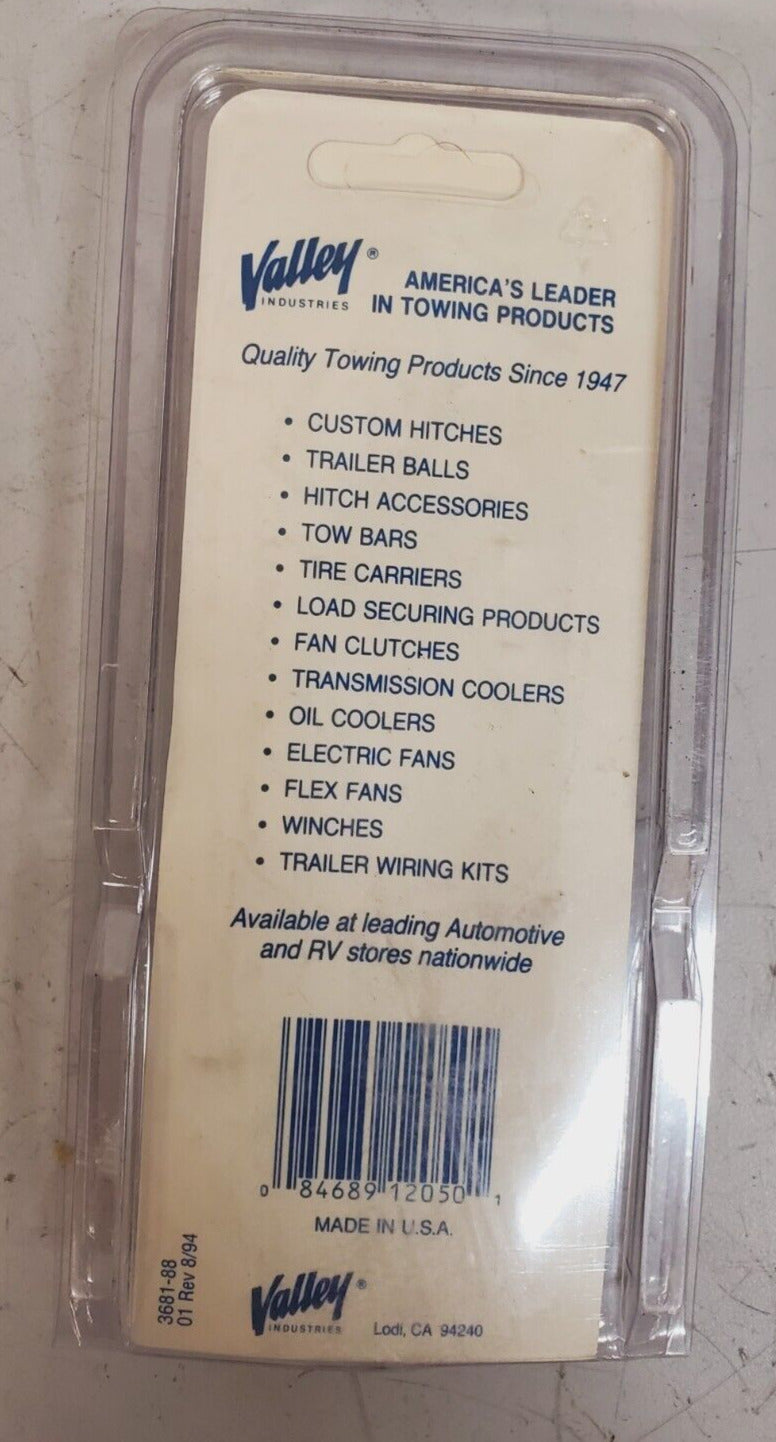 Valley®
INDUSTRIES
AMERICA'S LEADER
IN TOWING PRODUCTS
Quality Towing Products Since 1947
• CUSTOM HITCHES
• TRAILER BALLS
• HITCH ACCESSORIES
• TOW BARS
• TIRE CARRIERS
• LOAD SECURING PRODUCTS
• FAN CLUTCHES
• TRANSMISSION COOLERS
• OIL COOLERS
• ELECTRIC FANS
• FLEX FANS
• WINCHES
• TRAILER WIRING KITS
Available at leading Automotive
and RV stores nationwide
0 84689 12050 1
MADE IN U.S.A.
3681-88
01 Rev 8/94
Valley®
INDUSTRIES
Lodi, CA 94240